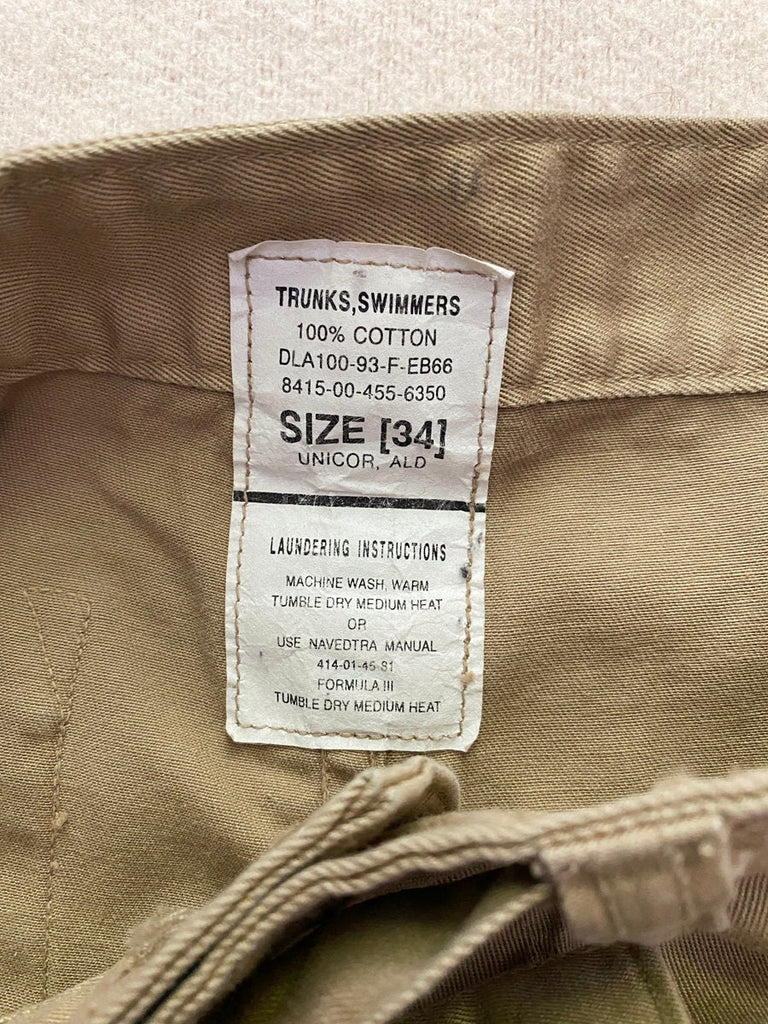 TRUNKS,SWIMMERS
100% COTTON
DLA100-93-F-EB66
8415-00-455-6350
SIZE [34]
UNICOR, ALD
LAUNDERING INSTRUCTIONS
MACHINE WASH, WARM
TUMBLE DRY MEDIUM HEAT
OR
USE NAVEDTRA MANUAL
414-01-45-81
FORMULA III
TUMBLE DRY MEDIUM HEAT